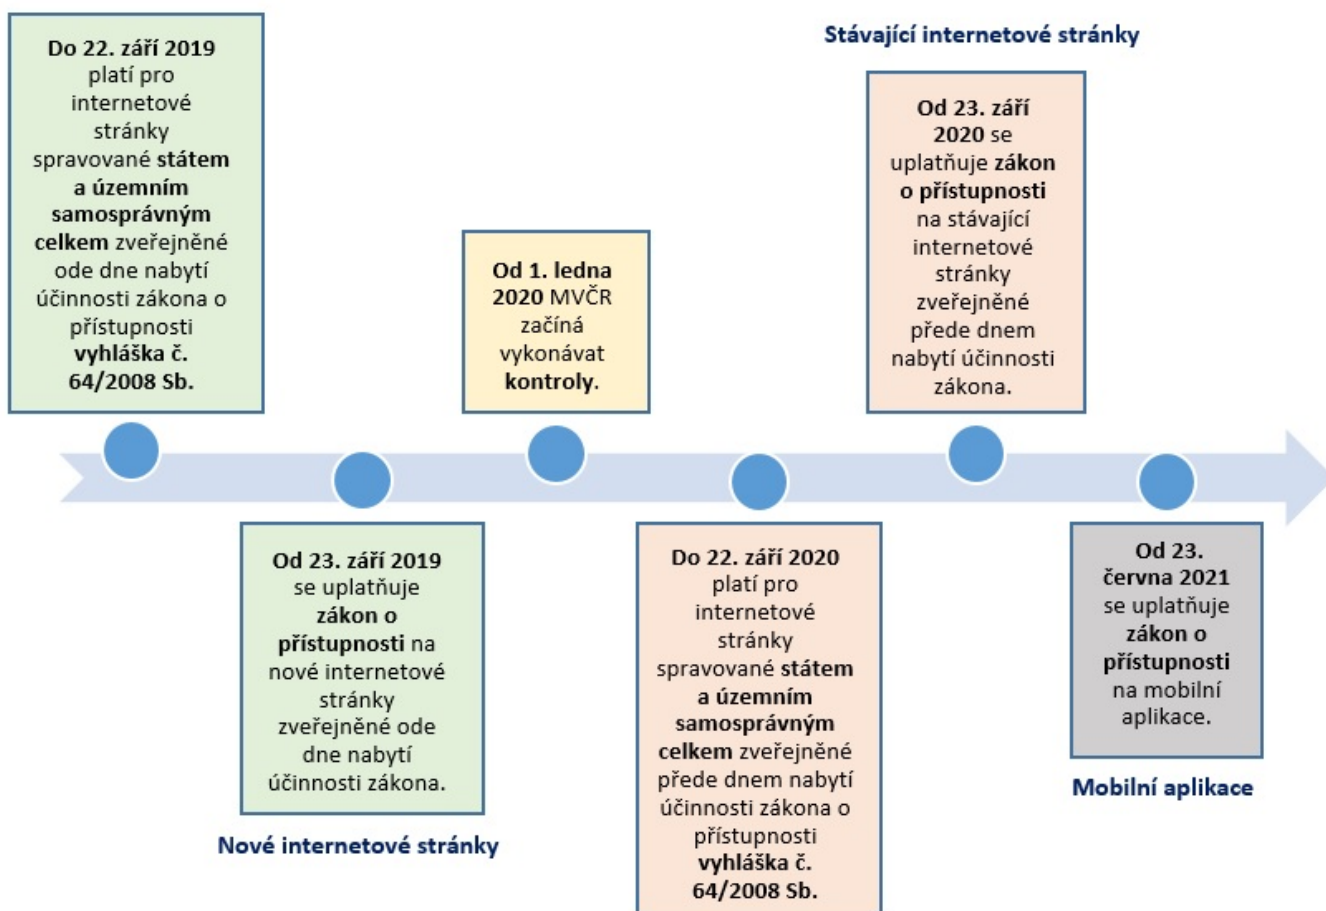 Do 22. září 2019
platí pro
internetové
stránky
spravované státem
a územním
samosprávným
celkem zveřejněné
ode dne nabytí
účinnosti zákona o
přístupnosti
vyhláška č.
64/2008 Sb.
Od 23. září 2019
se uplatňuje
zákon o
přístupnosti na
nové internetové
stránky
zveřejněné ode
dne nabytí
účinnosti zákona.
Nové internetové stránky
Od 1. ledna
2020 MVČR
začíná
vykonávat
kontroly.
Do 22. září 2020
platí pro
internetové
stránky
spravované státem
a územním
samosprávným
celkem zveřejněné
přede dnem nabytí
účinnosti zákona o
přístupnosti
vyhláška č.
64/2008 Sb.
Stávající internetové stránky
Od 23. září
2020 se
uplatňuje zákon
o přístupnosti
na stávající
internetové
stránky
zveřejněné
přede dnem
nabytí účinnosti
zákona.
Od 23.
června 2021
se uplatňuje
zákon o
přístupnosti
na mobilní
aplikace.
Mobilní aplikace